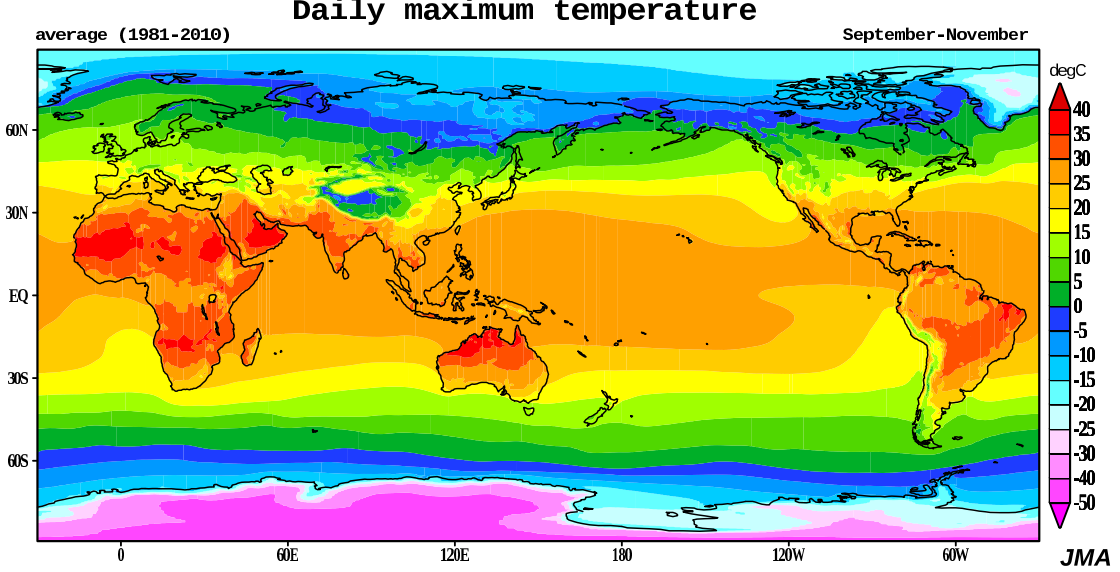 Daily maximum temperature
average (1981-2010)
September-November
degC
40
35
30
25
20
15
10
5
0
-5
-10
-15
-20
-25
-30
-40
-50
60N
30N
EQ
30S
60S
0
60E
120E
180
120W
60W
JMA